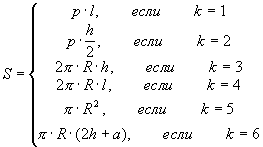 p · l, если k = 1
p · h/2, если k = 2
2π · R · h, если k = 3
S = 2π · R · l, если k = 4
π · R², если k = 5
π · R · (2h + a), если k = 6